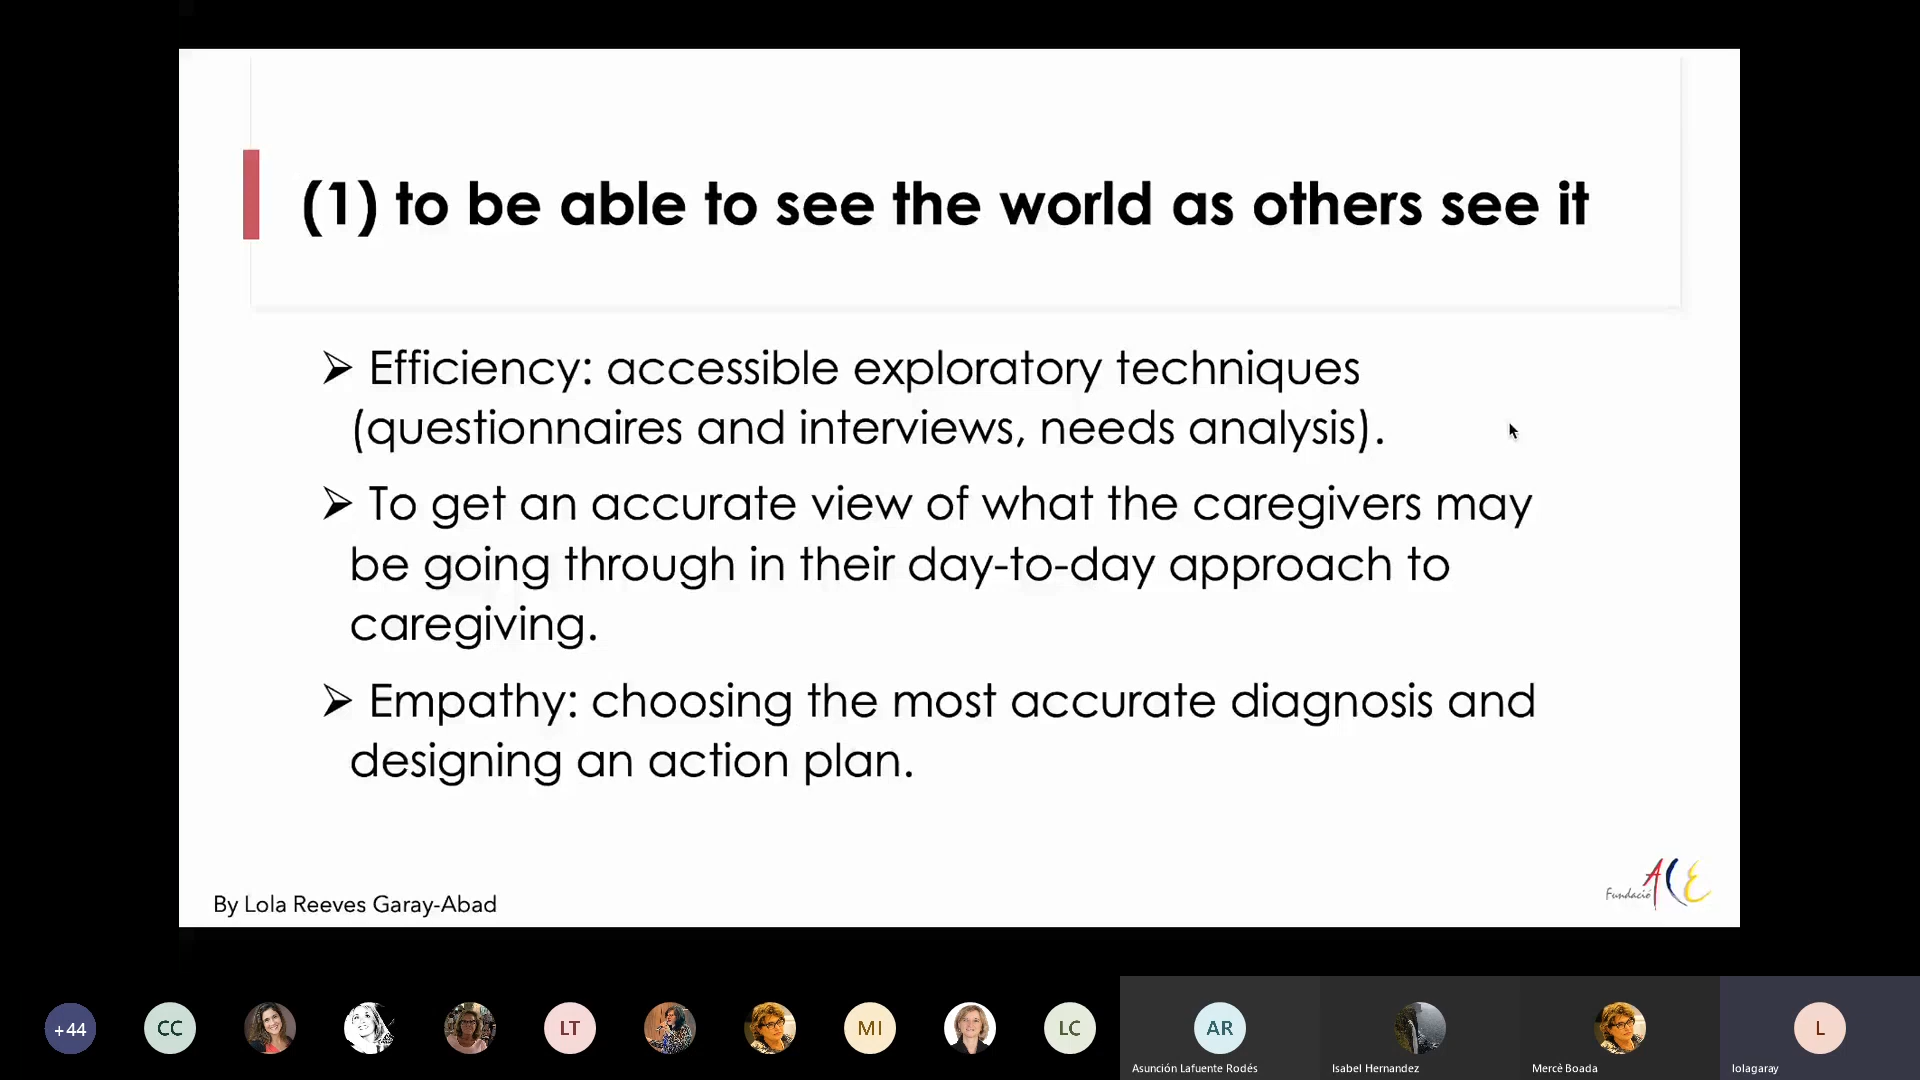 (1) to be able to see the world as others see it
➢ Efficiency: accessible exploratory techniques
(questionnaires and interviews, needs analysis).
➢ To get an accurate view of what the caregivers may
be going through in their day-to-day approach to
caregiving.
➢ Empathy: choosing the most accurate diagnosis and
designing an action plan.
By Lola Reeves Garay-Abad
Fundació ACE
+44
CC
LT
MI
LC
AR
L
Asunción Lafuente Rodés
Isabel Hernandez
Mercè Boada
lolagaray